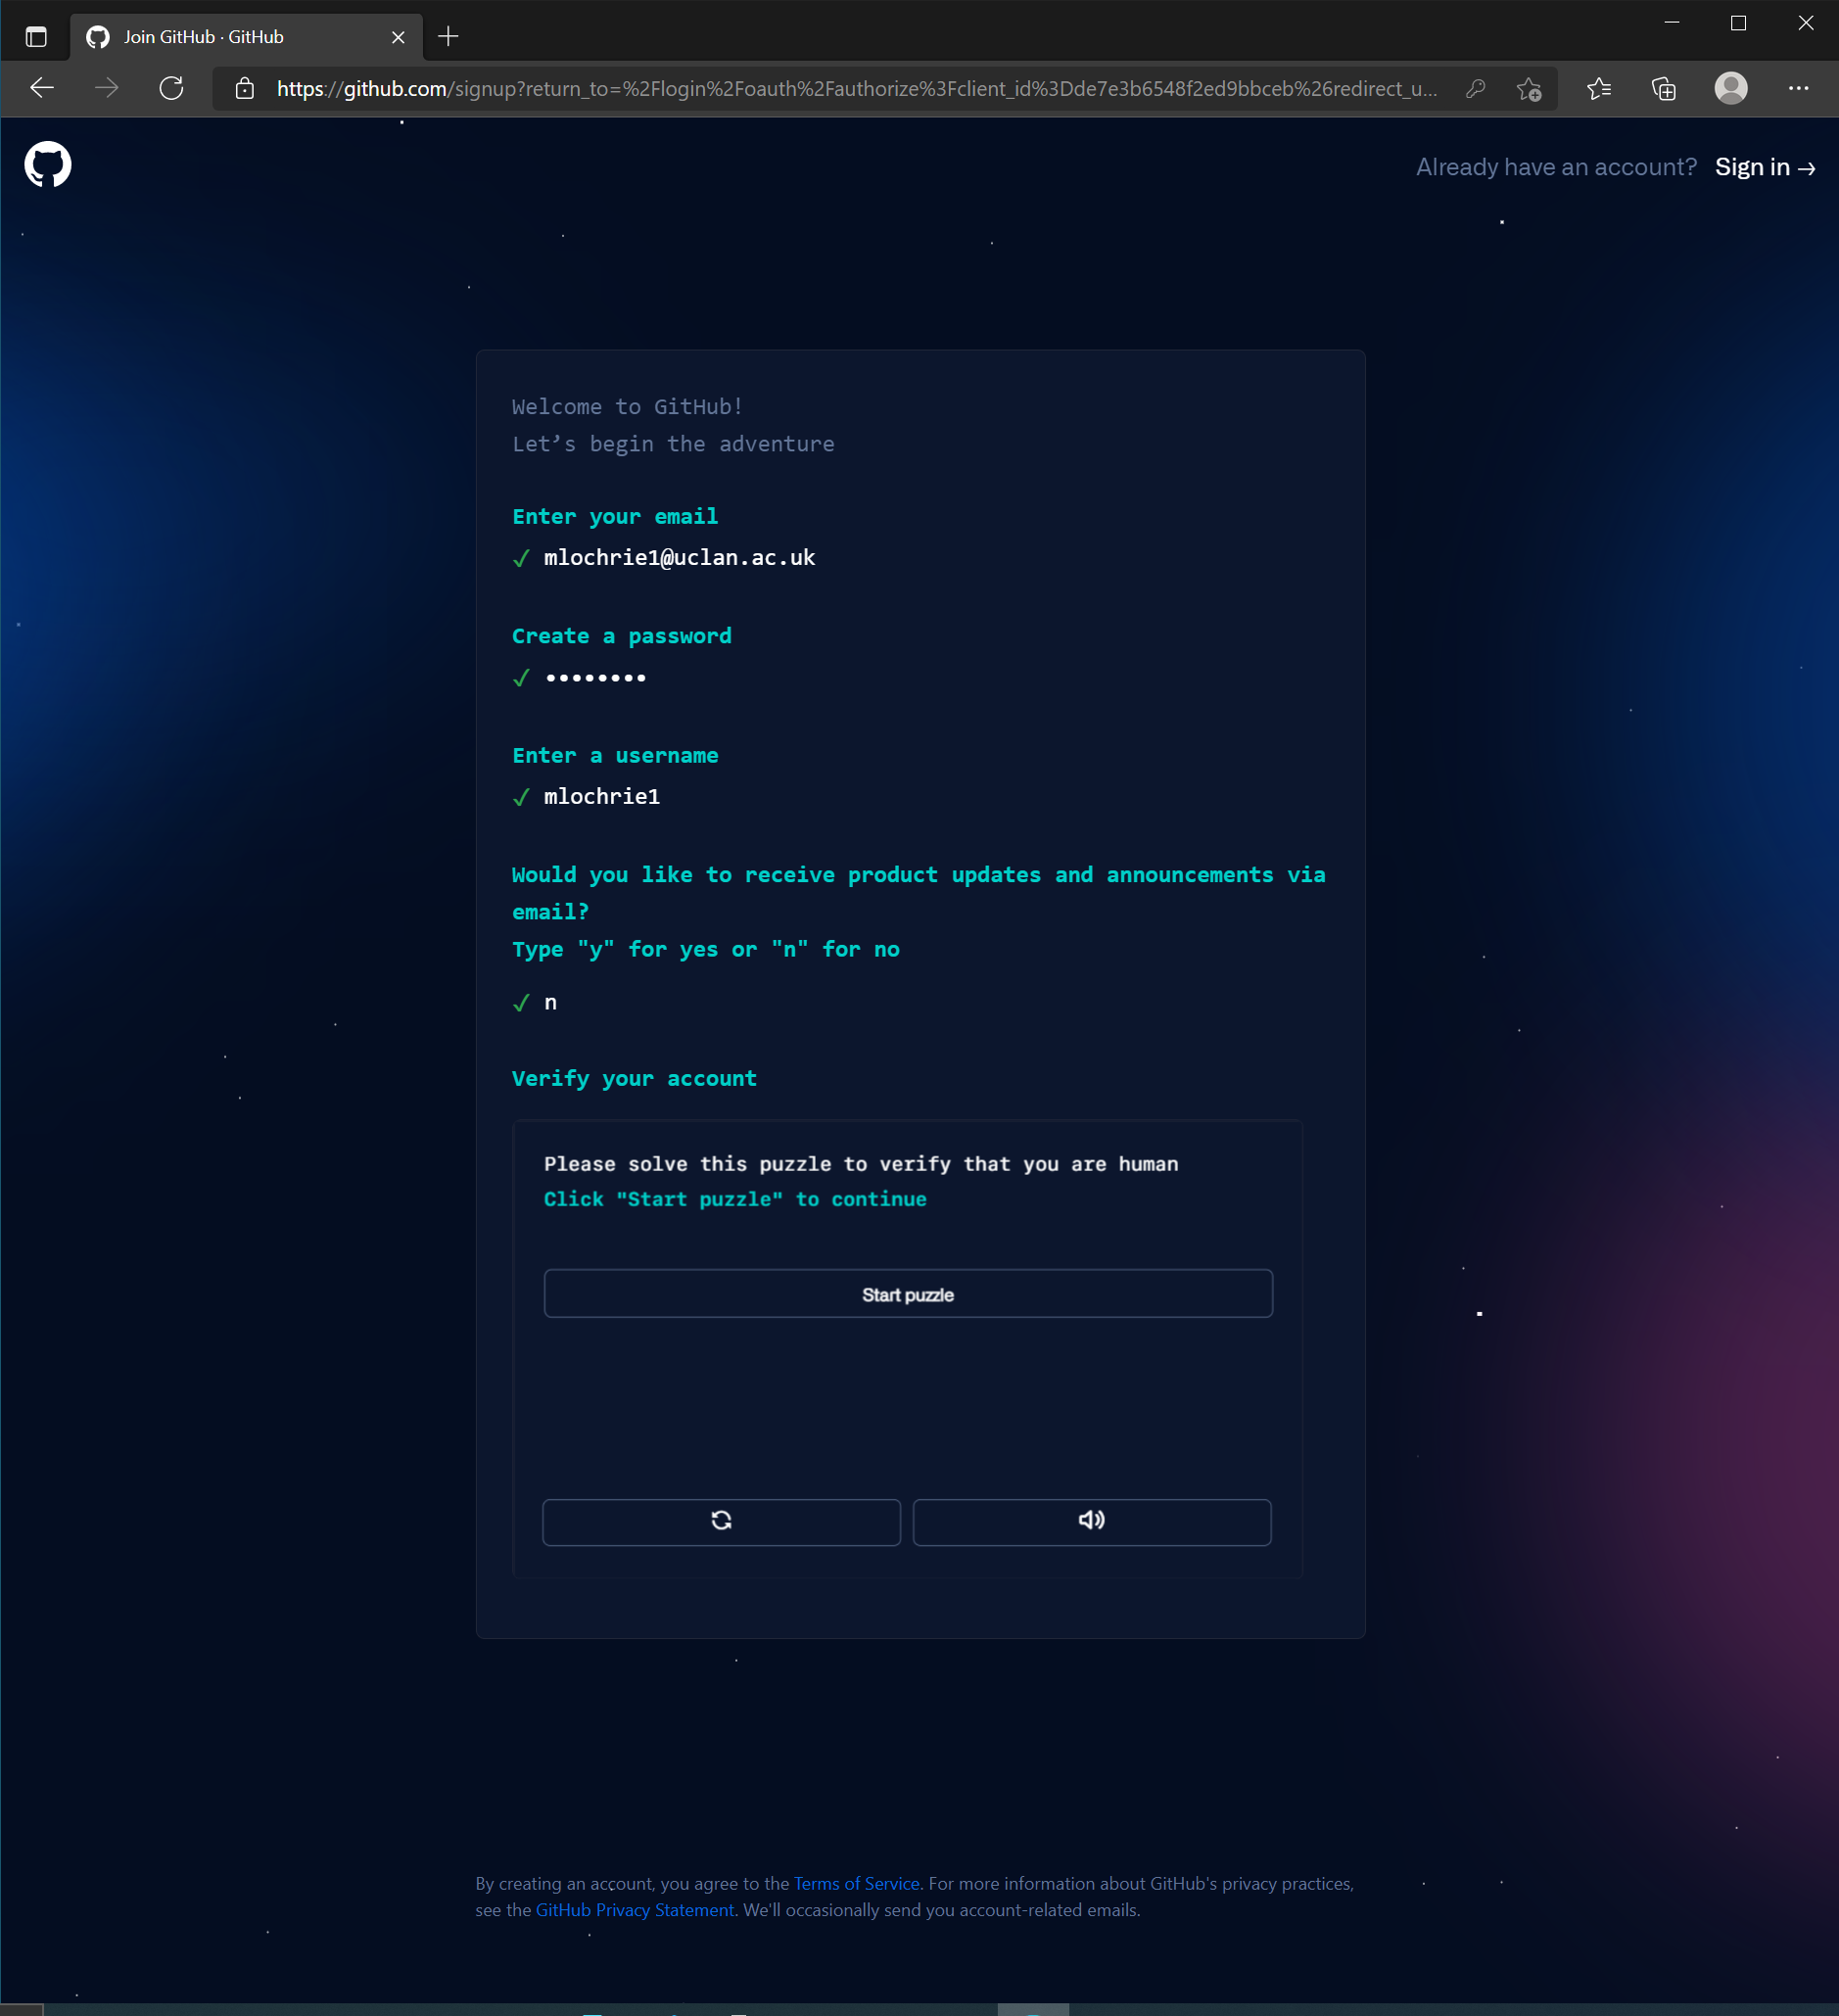 Join GitHub · GitHub
https://github.com/signup?return_to=%2Flogin%2Foauth%2Fauthorize%3Fclient_id%3Dde7e3b6548f2ed9bbceb%26redirect_u...
Already have an account? Sign in →
Welcome to GitHub!
Let’s begin the adventure
Enter your email
✓ mlochrie1@uclan.ac.uk
Create a password
✓ ••••••••
Enter a username
✓ mlochrie1
Would you like to receive product updates and announcements via
email?
Type "y" for yes or "n" for no
✓ n
Verify your account
Please solve this puzzle to verify that you are human
Click "Start puzzle" to continue
Start puzzle
By creating an account, you agree to the Terms of Service. For more information about GitHub's privacy practices,
see the GitHub Privacy Statement. We'll occasionally send you account-related emails.